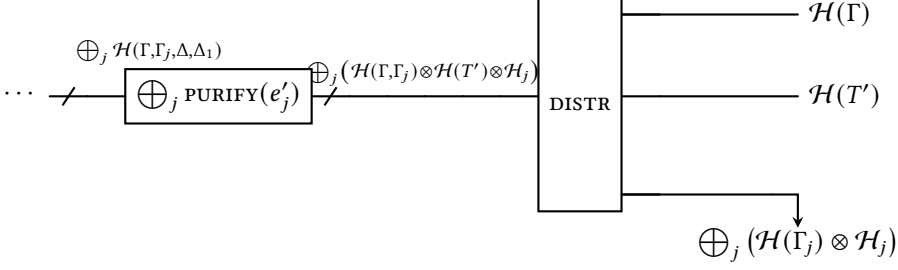 ℋ(Γ)
⊕_j ℋ(Γ,Γ_j,Δ,Δ_1)
⊕_j (ℋ(Γ,Γ_j)⊗ℋ(T′)⊗ℋ_j)
··· ⊕_j PURIFY(e′_j) DISTR ℋ(T′)
⊕_j (ℋ(Γ_j) ⊗ ℋ_j)